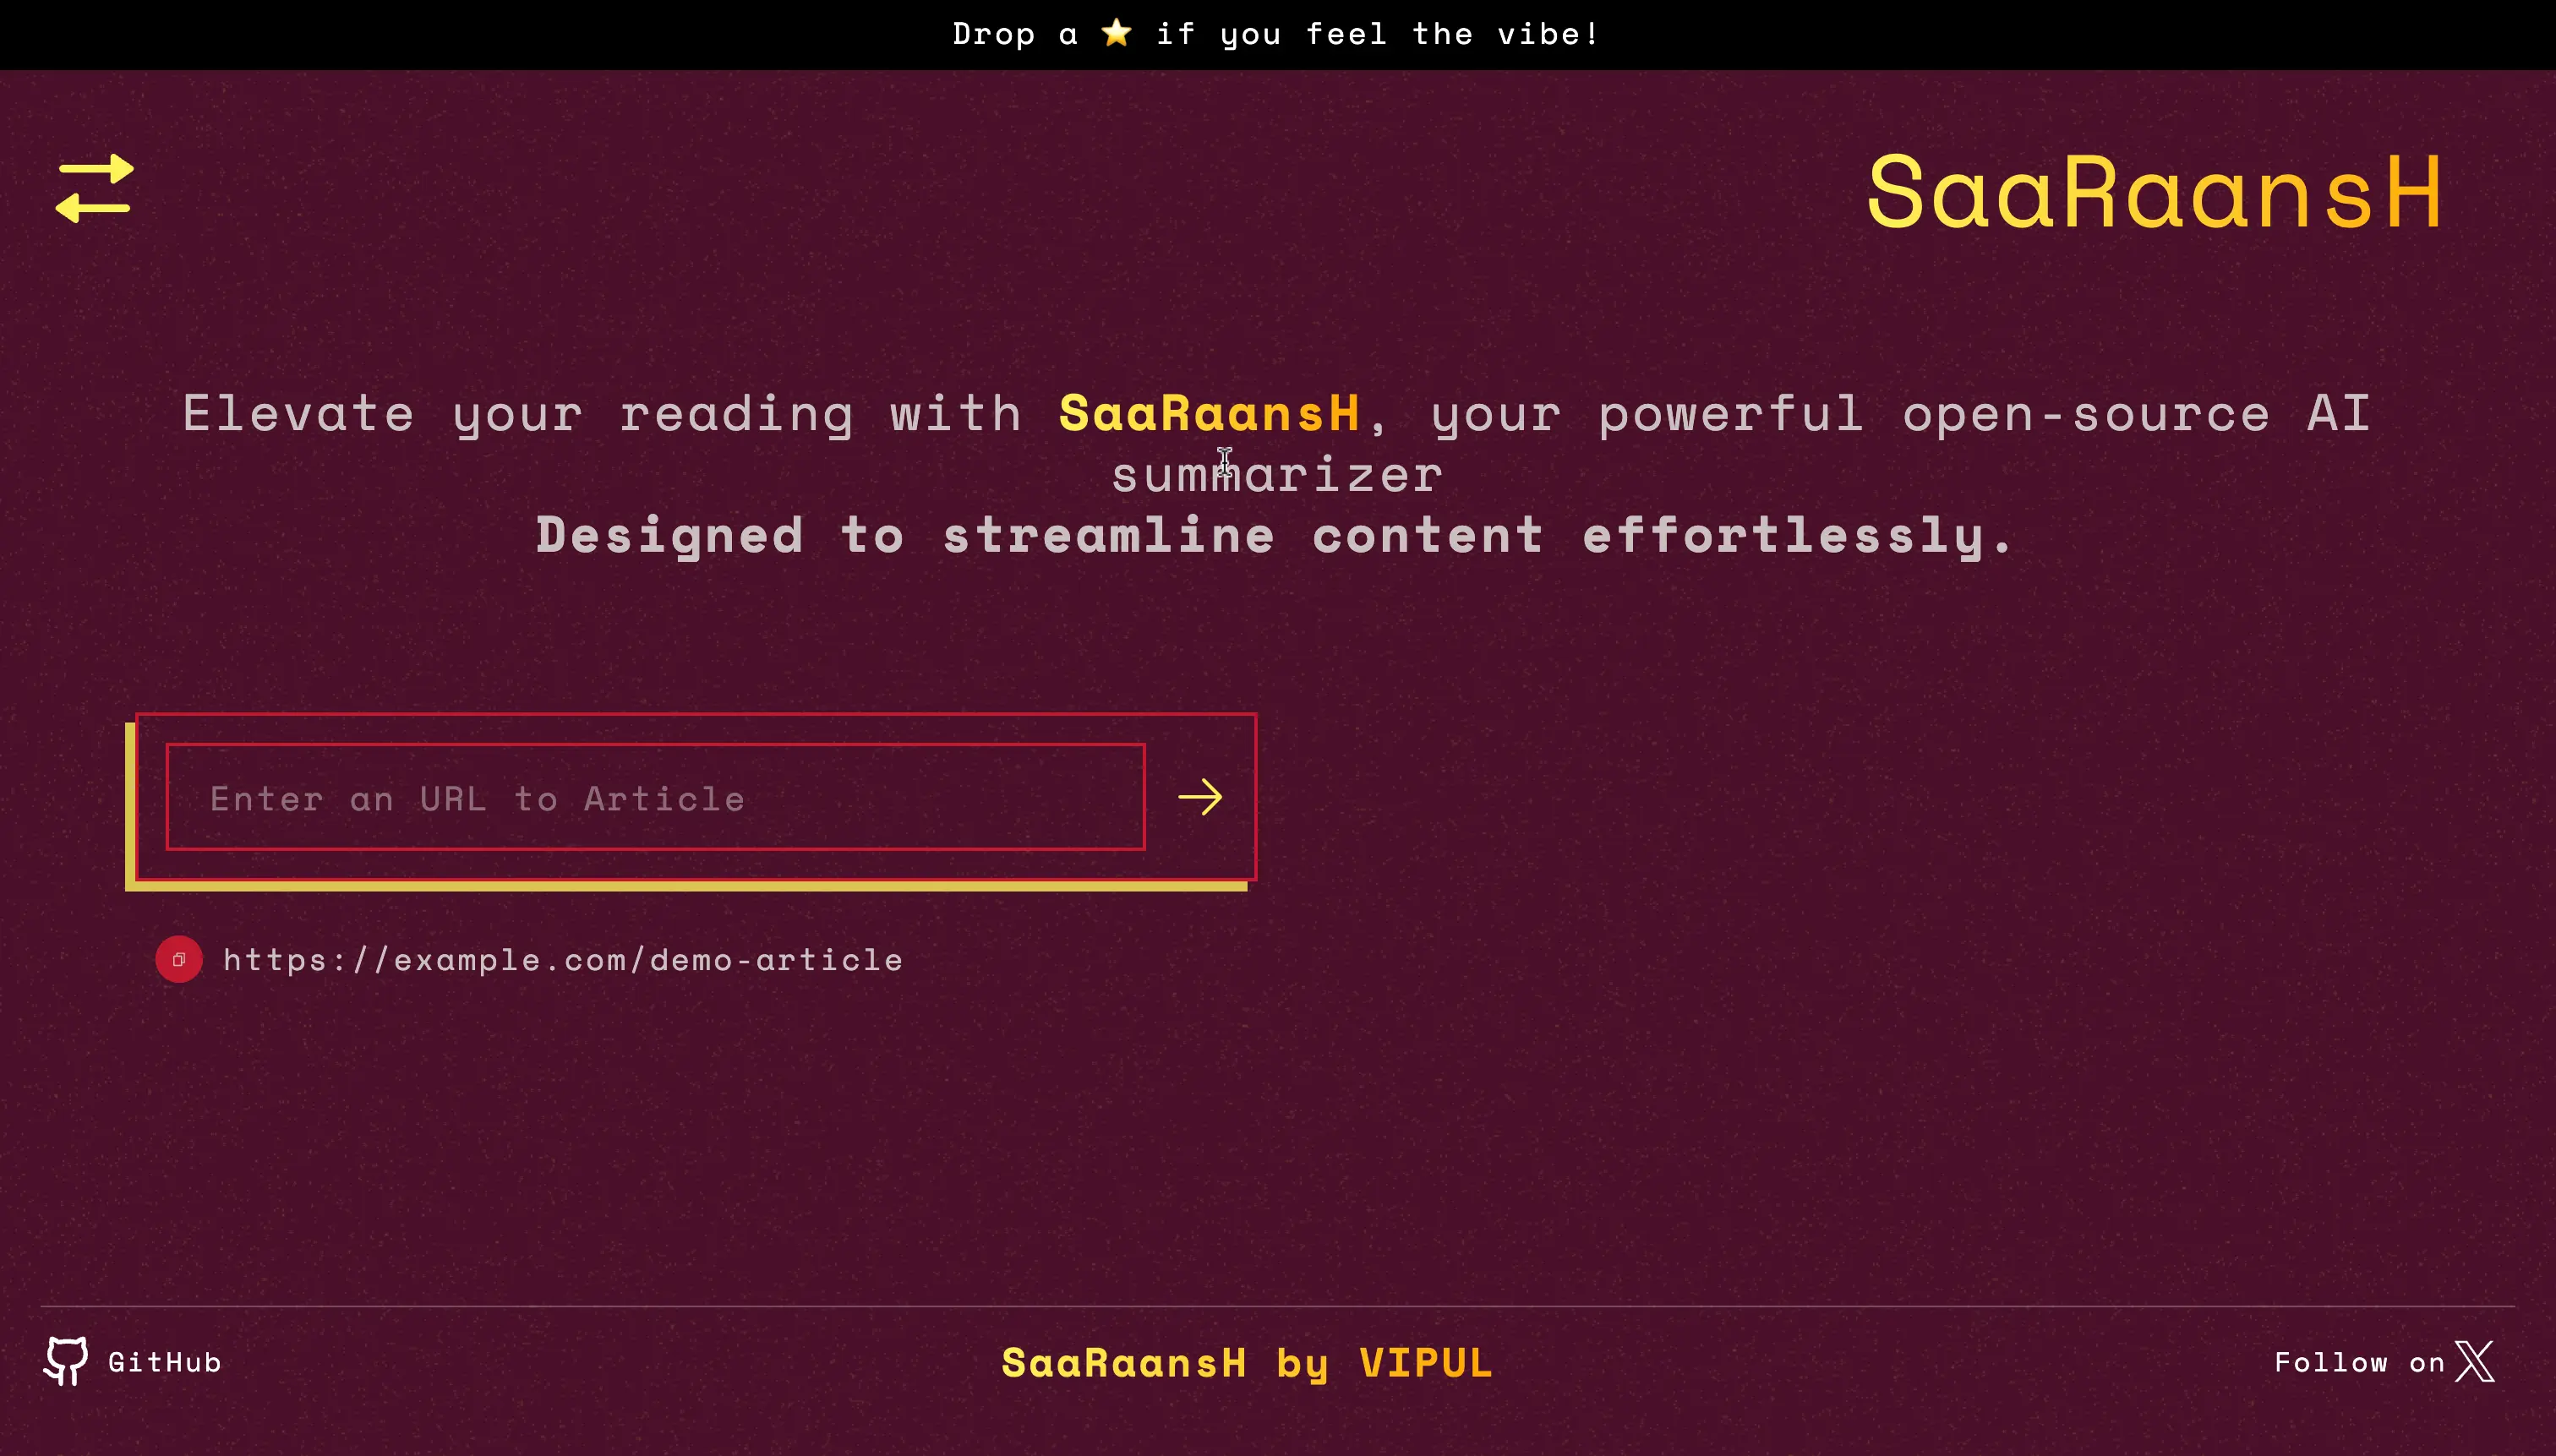 Drop a ⭐ if you feel the vibe!
SaaRaansH
Elevate your reading with SaaRaansH, your powerful open-source AI
summarizer
Designed to streamline content effortlessly.
Enter an URL to Article
https://example.com/demo-article
GitHub
SaaRaansH by VIPUL
Follow on X